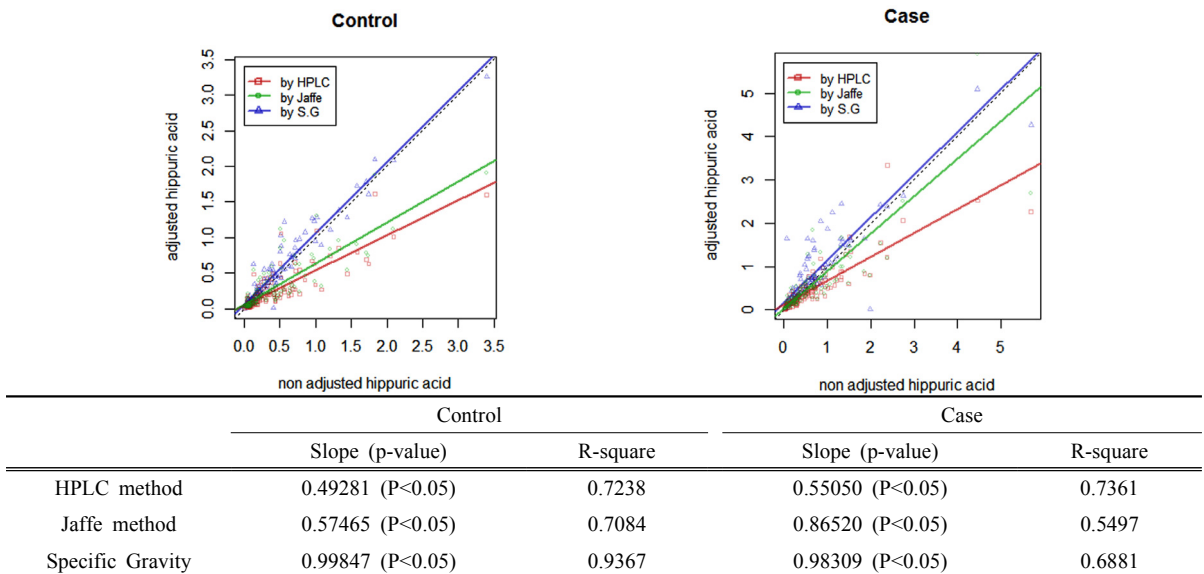 Control
adjusted hippuric acid
3.5
3.0
2.5
2.0
1.5
1.0
0.5
0.0
by HPLC
by Jaffe
by S.G
0.0 0.5 1.0 1.5 2.0 2.5 3.0 3.5
non adjusted hippuric acid
Case
adjusted hippuric acid
5
4
3
2
1
0
by HPLC
by Jaffe
by S.G
0 1 2 3 4 5
non adjusted hippuric acid
Control Case
Slope (p-value) R-square Slope (p-value) R-square
HPLC method 0.49281 (P<0.05) 0.7238 0.55050 (P<0.05) 0.7361
Jaffe method 0.57465 (P<0.05) 0.7084 0.86520 (P<0.05) 0.5497
Specific Gravity 0.99847 (P<0.05) 0.9367 0.98309 (P<0.05) 0.6881